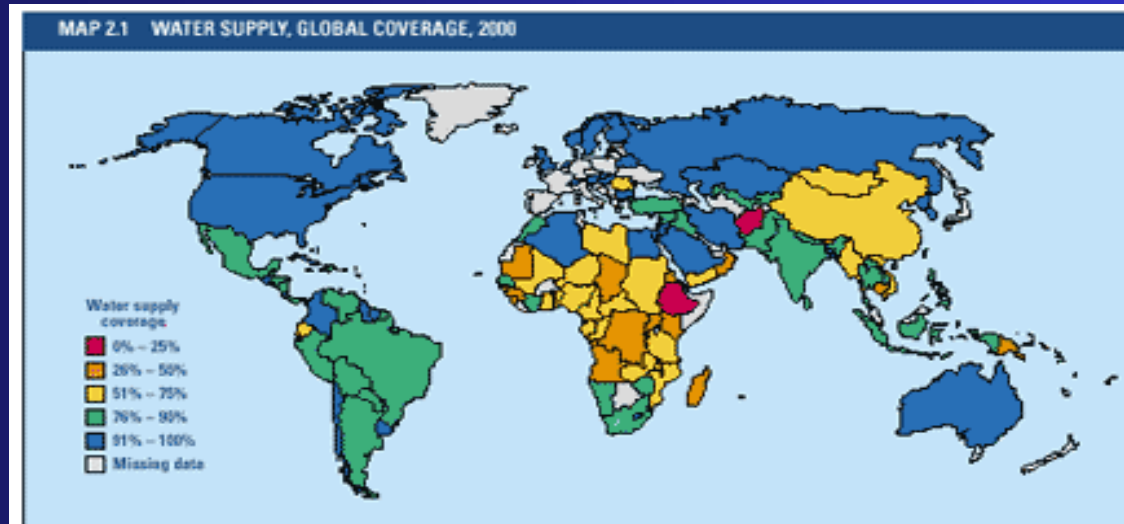 MAP 2.1 WATER SUPPLY, GLOBAL COVERAGE, 2000
Water supply
coverage
0% – 25%
26% – 50%
51% – 75%
76% – 90%
91% – 100%
Missing data